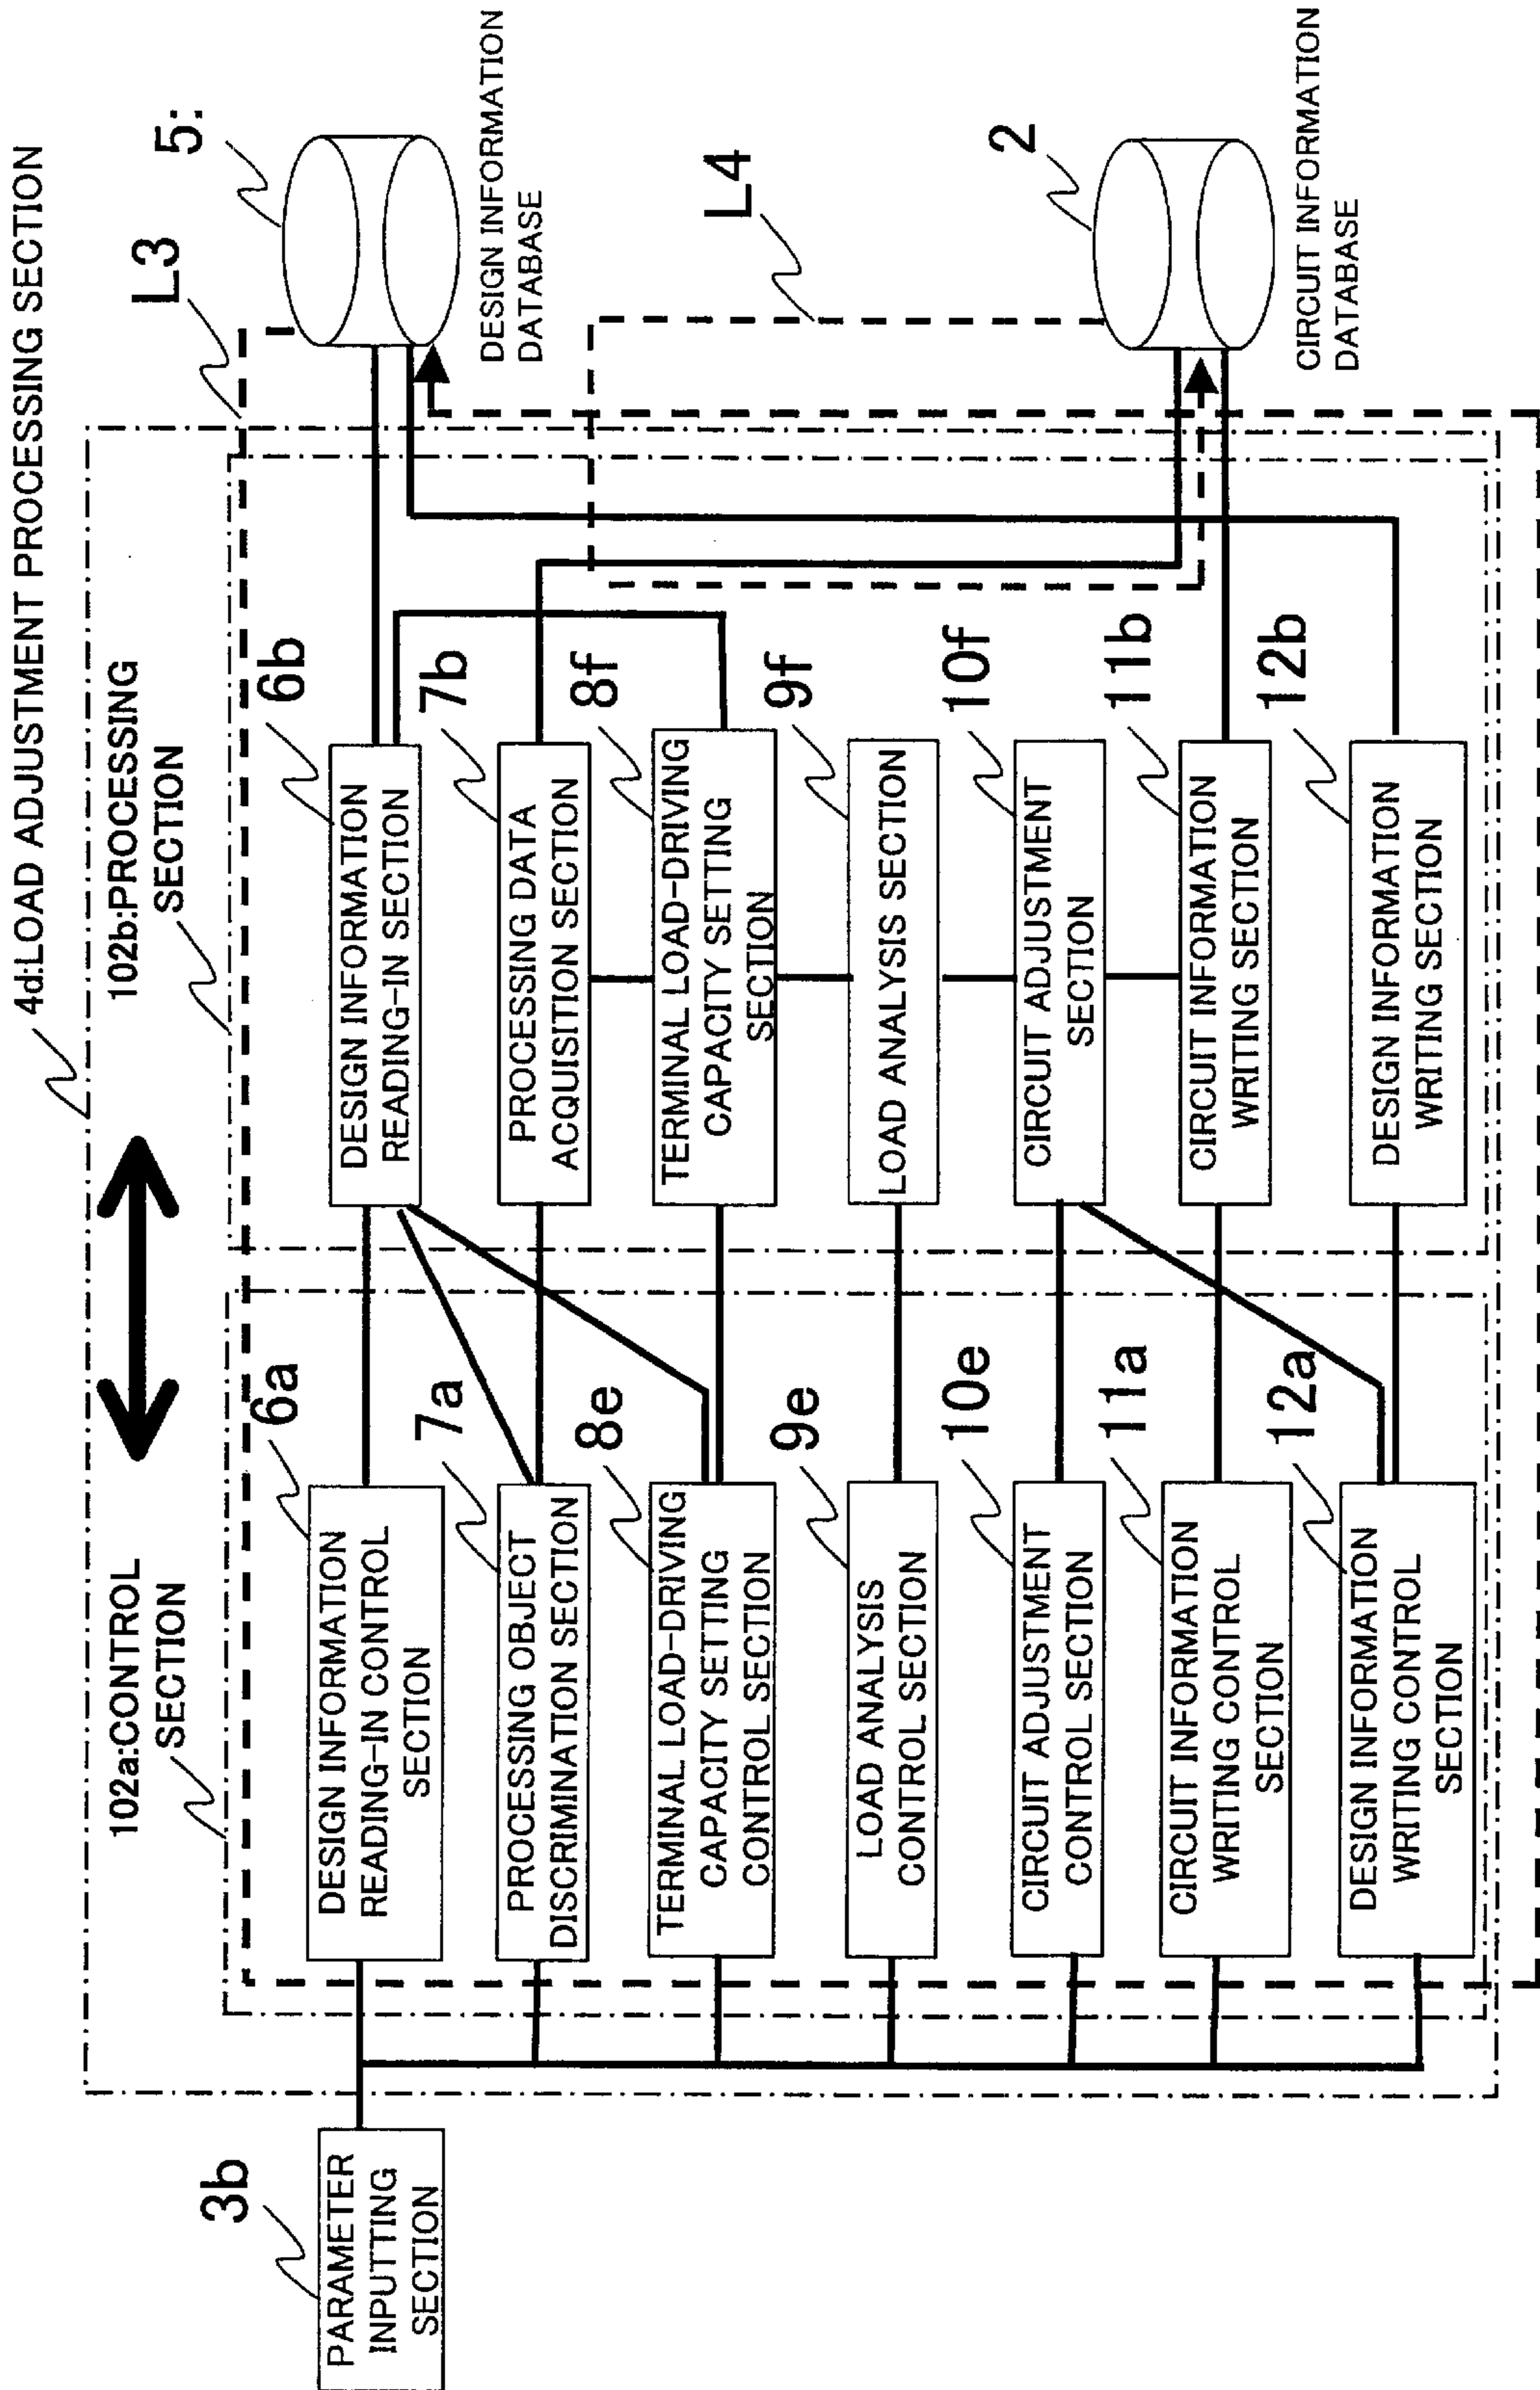 4d:LOAD ADJUSTMENT PROCESSING SECTION
102a:CONTROL
SECTION
102b:PROCESSING
SECTION
L3
3b
PARAMETER
INPUTTING
SECTION
6a
DESIGN INFORMATION
READING-IN CONTROL
SECTION
6b
DESIGN INFORMATION
READING-IN SECTION
5:
DESIGN INFORMATION
DATABASE
7a
PROCESSING OBJECT
DISCRIMINATION SECTION
7b
PROCESSING DATA
ACQUISITION SECTION
8e
TERMINAL LOAD-DRIVING
CAPACITY SETTING
CONTROL SECTION
8f
TERMINAL LOAD-DRIVING
CAPACITY SETTING
SECTION
L4
9e
LOAD ANALYSIS
CONTROL SECTION
9f
LOAD ANALYSIS SECTION
10e
CIRCUIT ADJUSTMENT
CONTROL SECTION
10f
CIRCUIT ADJUSTMENT
SECTION
2
CIRCUIT INFORMATION
DATABASE
11a
CIRCUIT INFORMATION
WRITING CONTROL
SECTION
11b
CIRCUIT INFORMATION
WRITING SECTION
12a
DESIGN INFORMATION
WRITING CONTROL
SECTION
12b
DESIGN INFORMATION
WRITING SECTION